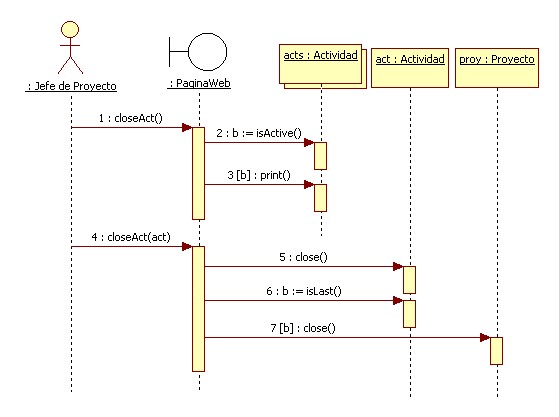 acts : Actividad
act : Actividad
proy : Proyecto
: Jefe de Proyecto
: PaginaWeb
1 : closeAct()
2 : b := isActive()
3 [b] : print()
4 : closeAct(act)
5 : close()
6 : b := isLast()
7 [b] : close()